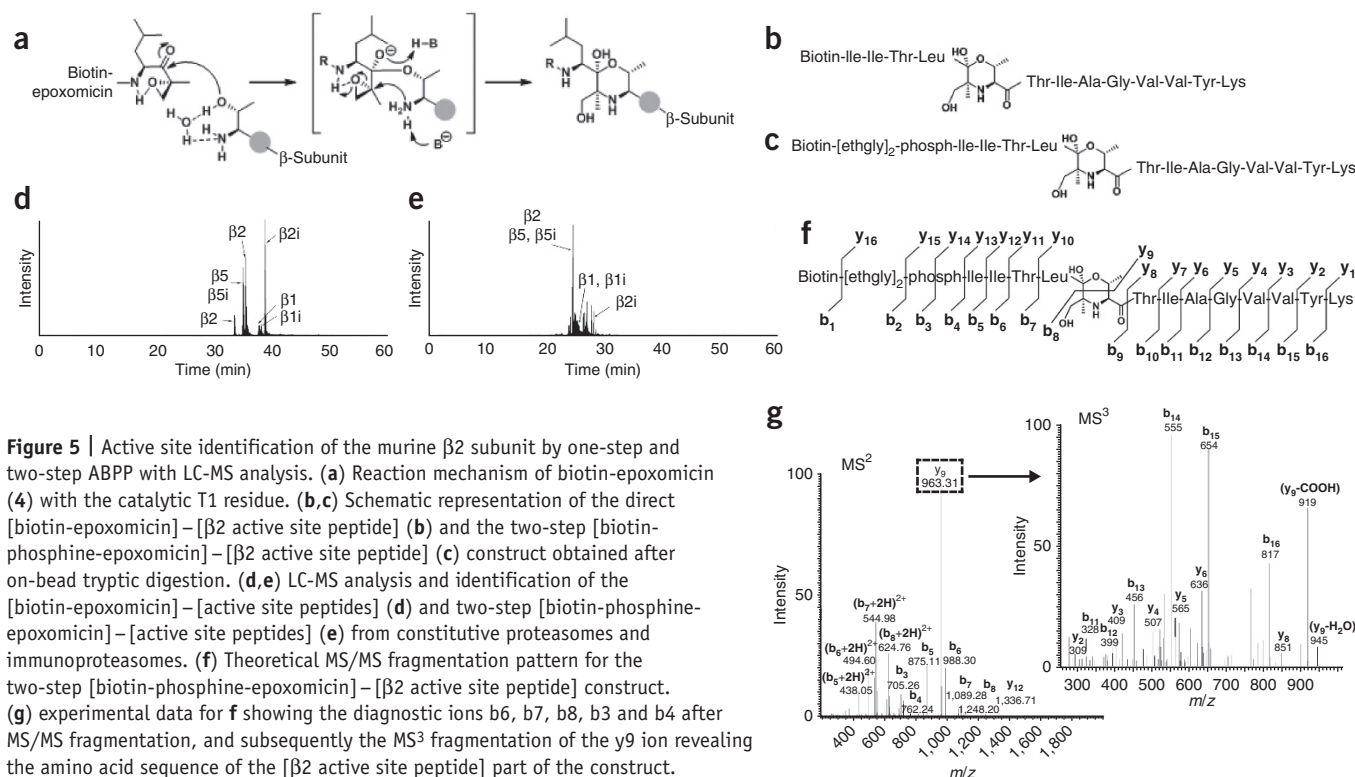 a
Biotin-
epoxomicin
O
O
H
N
H
O
H
H
N
H
H
β-Subunit
R
N
H
O
O⊖
H–B
O
H₂N
H
B⊖
R
N
H
OH
O
HO
NH
β-Subunit
b
Biotin-Ile-Ile-Thr-Leu
HO
O
NH
HO
O
Thr-Ile-Ala-Gly-Val-Val-Tyr-Lys
c
Biotin-[ethgly]₂-phosph-Ile-Ile-Thr-Leu
HO
O
NH
HO
O
Thr-Ile-Ala-Gly-Val-Val-Tyr-Lys
d
Intensity
β2
β2i
β5
β5i
β2
β1
β1i
0 10 20 30 40 50 60
Time (min)
e
Intensity
β2
β5, β5i
β1, β1i
β2i
0 10 20 30 40 50 60
Time (min)
f
y₁₆ y₁₅ y₁₄ y₁₃ y₁₂ y₁₁ y₁₀
y₉
y₈ y₇ y₆ y₅ y₄ y₃ y₂ y₁
Biotin-[ethgly]₂-phosph-Ile-Ile-Thr-Leu
HO
O
NH
HO
O
Thr-Ile-Ala-Gly-Val-Val-Tyr-Lys
b₁ b₂ b₃ b₄ b₅ b₆ b₇ b₈
b₉ b₁₀ b₁₁ b₁₂ b₁₃ b₁₄ b₁₅ b₁₆
g
MS²
Intensity
100
50
0
y₉
963.31
(b₇+2H)²⁺
544.98
(b₆+2H)²⁺
494.60
(b₈+2H)²⁺
624.76
(b₅+2H)²⁺
438.05
b₅
875.11
b₆
988.30
b₃
705.26
b₄
762.24
b₇
1,089.28
b₈
1,248.20
y₁₂
1,336.71
400 600 800 1,000 1,200 1,400 1,600 1,800
m/z
MS³
Intensity
100
50
0
b₁₄
555
b₁₅
654
(y₉-COOH)
919
b₁₆
817
y₆
636
b₁₃
456
y₅
565
b₁₁
328
y₃
409
b₁₂
399
y₄
507
y₂
309
y₈
851
(y₉-H₂O)
945
300 400 500 600 700 800 900
m/z
Figure 5 | Active site identification of the murine β2 subunit by one-step and
two-step ABPP with LC-MS analysis. (a) Reaction mechanism of biotin-epoxomicin
(4) with the catalytic T1 residue. (b,c) Schematic representation of the direct
[biotin-epoxomicin]–[β2 active site peptide] (b) and the two-step [biotin-
phosphine-epoxomicin]–[β2 active site peptide] (c) construct obtained after
on-bead tryptic digestion. (d,e) LC-MS analysis and identification of the
[biotin-epoxomicin]–[active site peptides] (d) and two-step [biotin-phosphine-
epoxomicin]–[active site peptides] (e) from constitutive proteasomes and
immunoproteasomes. (f) Theoretical MS/MS fragmentation pattern for the
two-step [biotin-phosphine-epoxomicin]–[β2 active site peptide] construct.
(g) experimental data for f showing the diagnostic ions b6, b7, b8, b3 and b4 after
MS/MS fragmentation, and subsequently the MS³ fragmentation of the y9 ion revealing
the amino acid sequence of the [β2 active site peptide] part of the construct.